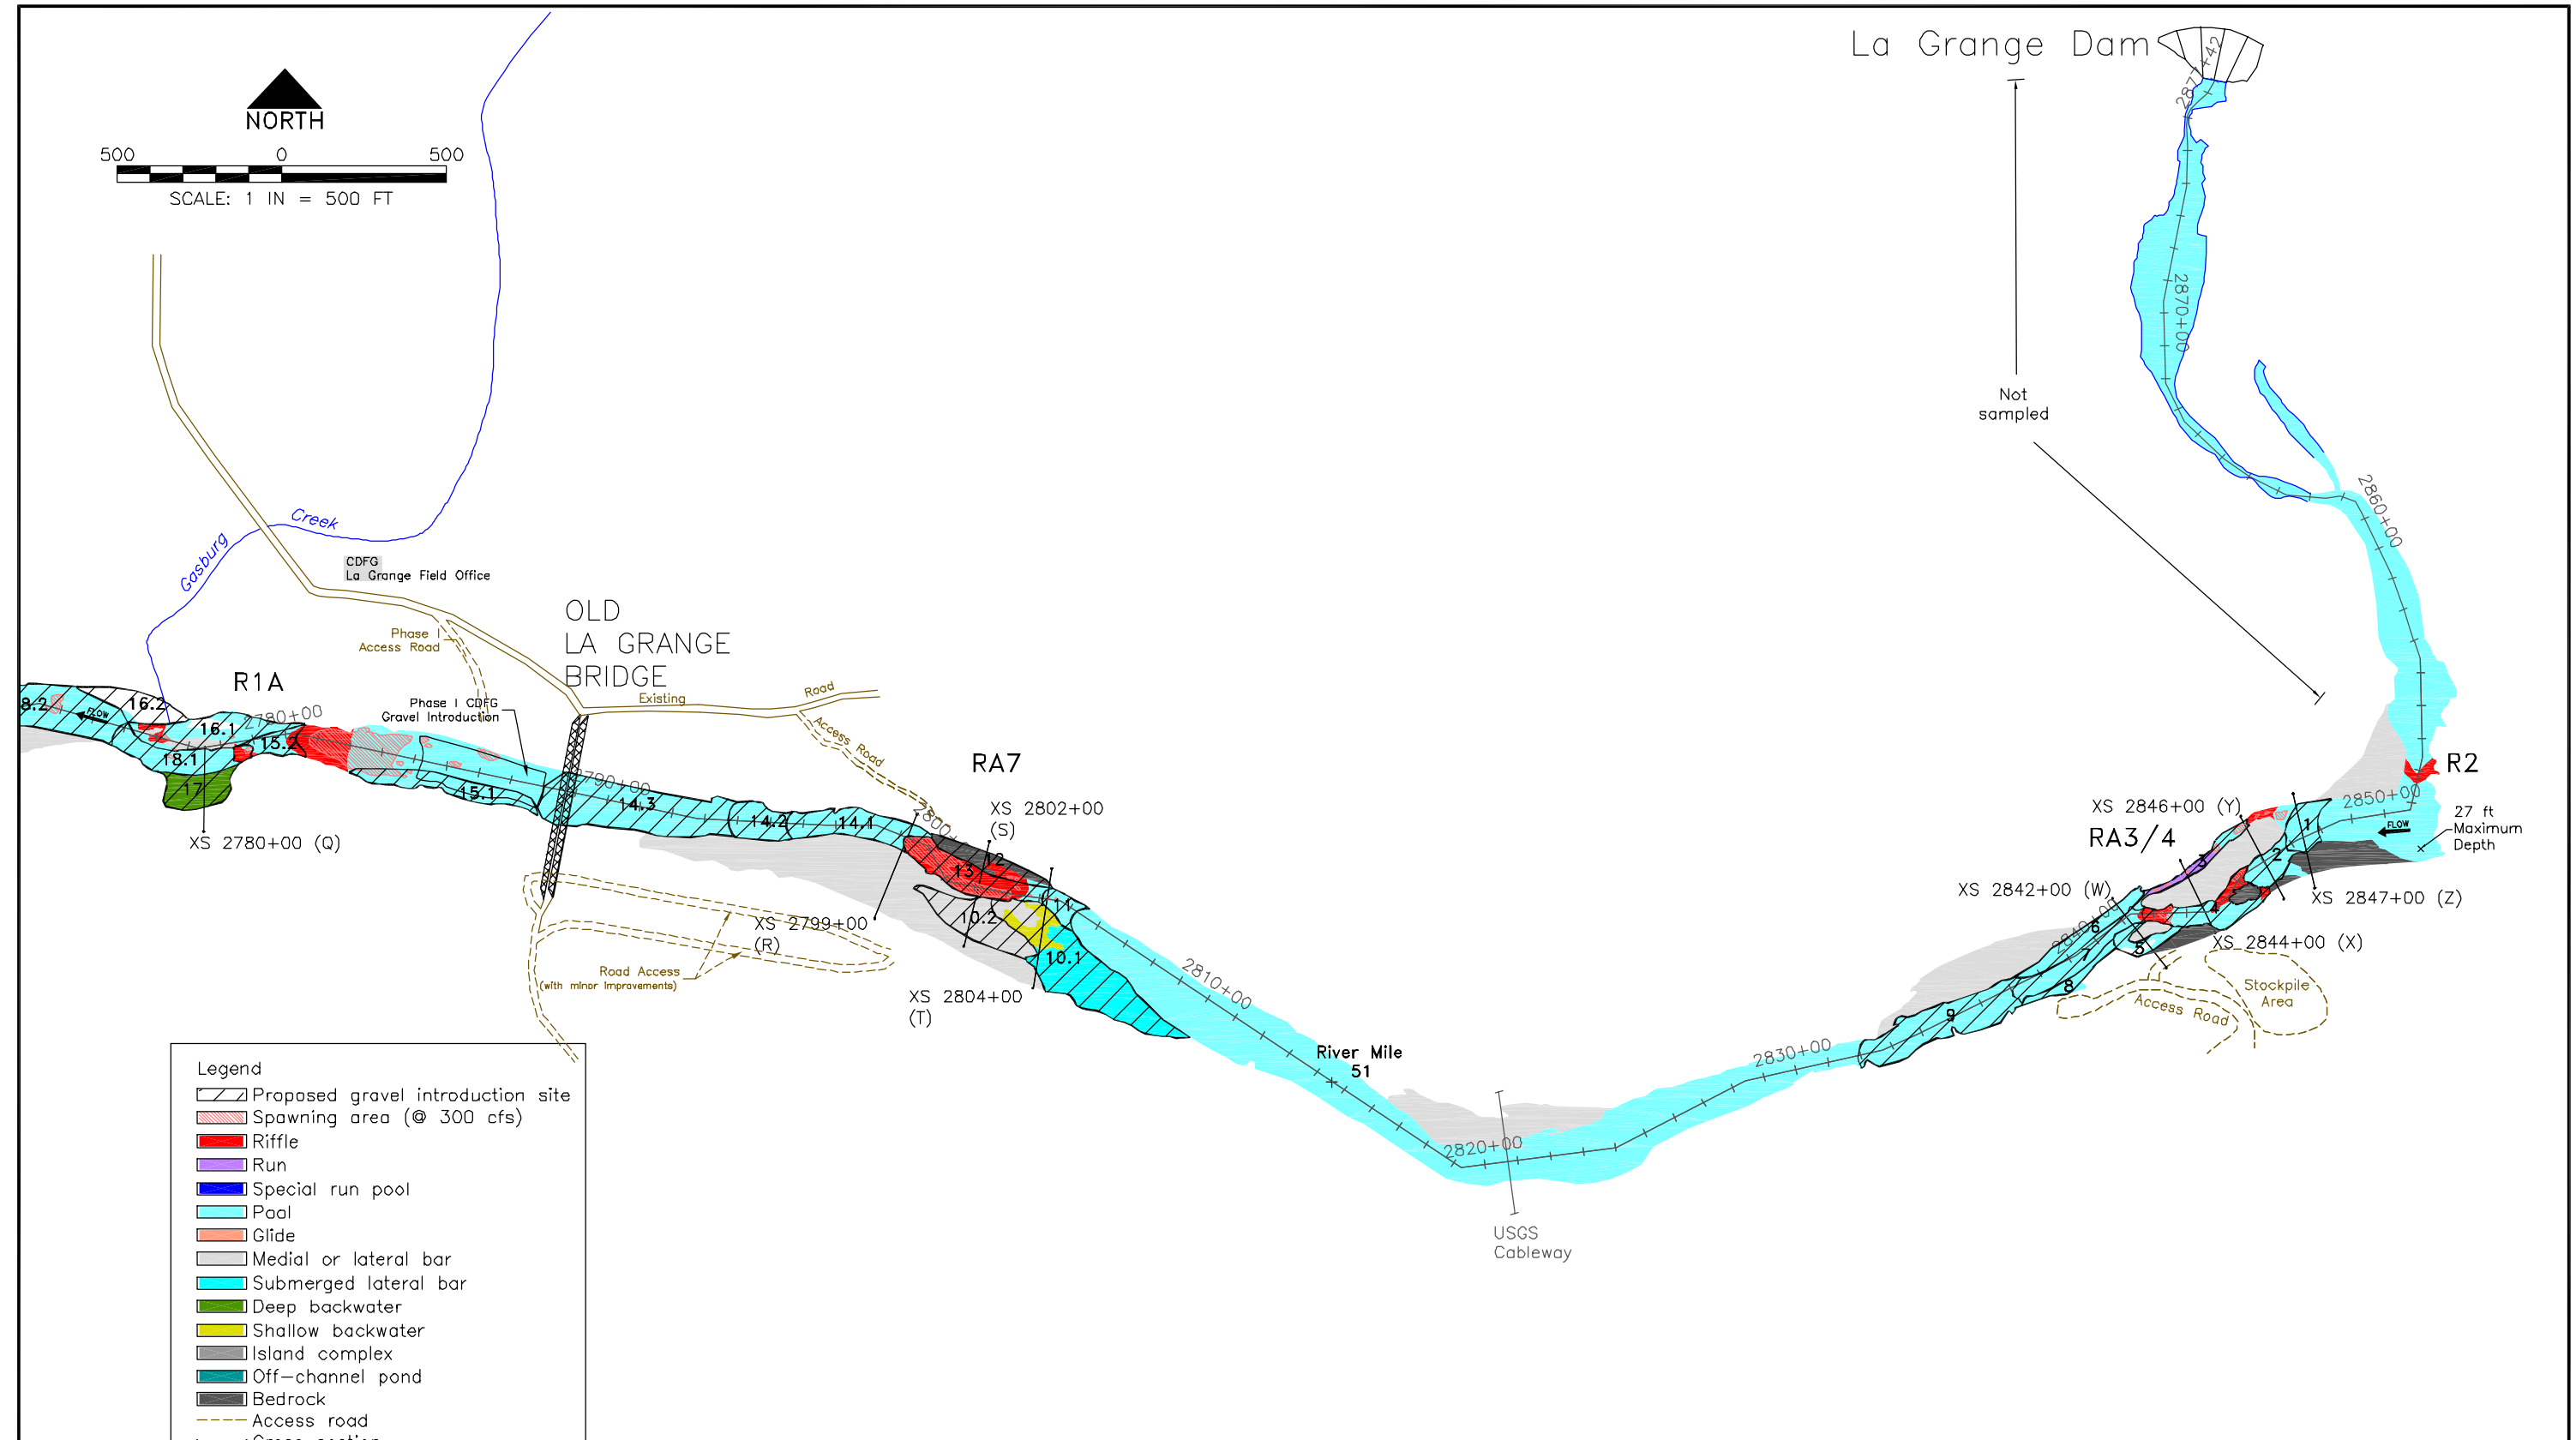 La Grange Dam
2871+42
NORTH
500 0 500
SCALE: 1 IN = 500 FT
2870+00
Not
sampled
2860+00
Gasburg Creek
CDFG
La Grange Field Office
OLD
LA GRANGE
BRIDGE
Phase I
Access Road
Existing Road
Access Road
Phase I CDFG
Gravel Introduction
R1A
2780+00
8.2
FLOW
16.2
16.1
15.2
18.1
17
15.1
2790+00
14.3
14.2
14.1
XS 2780+00 (Q)
RA7
XS 2802+00
(S)
12
13
11
10.2
10.1
XS 2799+00
(R)
XS 2804+00
(T)
Road Access
(with minor improvements)
2810+00
River Mile
51
2820+00
USGS
Cableway
2830+00
R2
2850+00
27 ft
Maximum
Depth
FLOW
XS 2846+00 (Y)
RA3/4
XS 2842+00 (W)
XS 2847+00 (Z)
XS 2844+00 (X)
2840+00
1
2
3
4
5
6
7
8
9
Access Road
Stockpile
Area
Legend
Proposed gravel introduction site
Spawning area (@ 300 cfs)
Riffle
Run
Special run pool
Pool
Glide
Medial or lateral bar
Submerged lateral bar
Deep backwater
Shallow backwater
Island complex
Off-channel pond
Bedrock
Access road